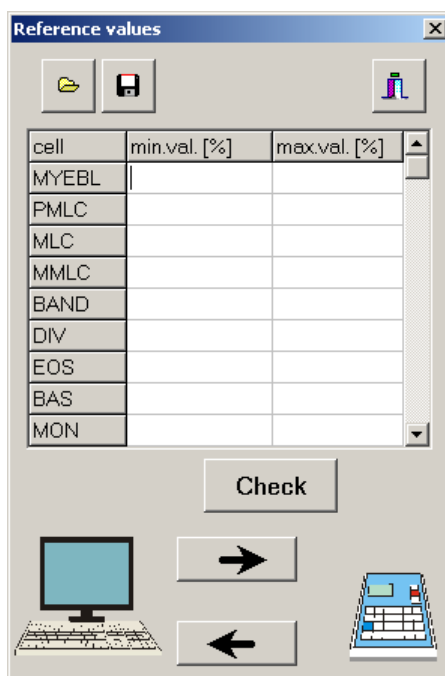 Reference values
cell min.val. [%] max.val. [%]
MYEBL
PMLC
MLC
MMLC
BAND
DIV
EOS
BAS
MON
Check